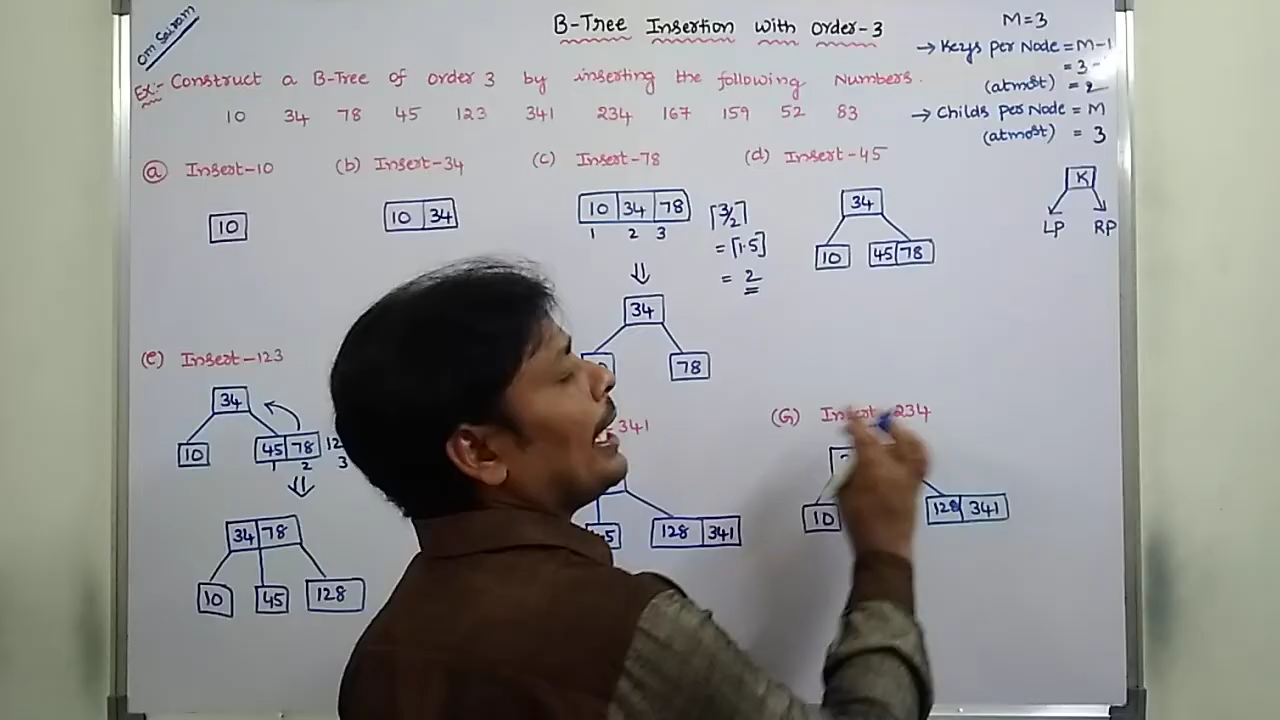 Om Sairam
B-Tree Insertion with order-3
M=3
→ Keys per Node = M-1
= 3-
(atmost) = 2
→ Childs per Node = M
(atmost) = 3
Ex:- Construct a B-Tree of order 3 by inserting the following Numbers.
10 34 78 45 123 341 234 167 159 52 83
(a) Insert-10
10
(b) Insert-34
10 34
(c) Insert-78
10 34 78
1 2 3
⌈3/2⌉
= ⌈1.5⌉
= 2
⇓
34
78
(d) Insert-45
34
10 45 78
K
LP RP
(e) Insert-123
34
10 45 78 12
1 2 3
⇓
34 78
10 45 128
341
128 341
(G) Insert-234
10 128 341